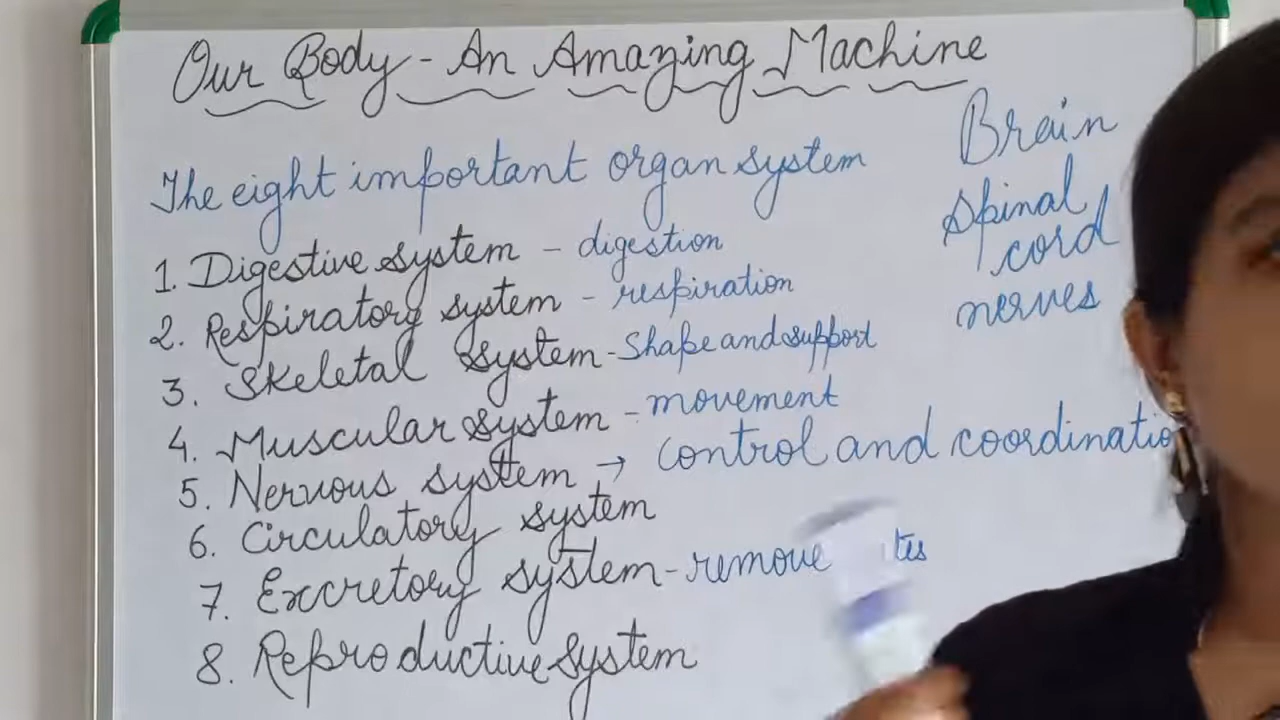 Our Body - An Amazing Machine
The eight important organ system
1. Digestive system - digestion
2. Respiratory system - respiration
3. Skeletal system - Shape and support
4. Muscular system - movement
5. Nervous system → control and coordination
6. Circulatory system
7. Excretory system - remove
8. Reproductive system
Brain
Spinal
cord
nerves